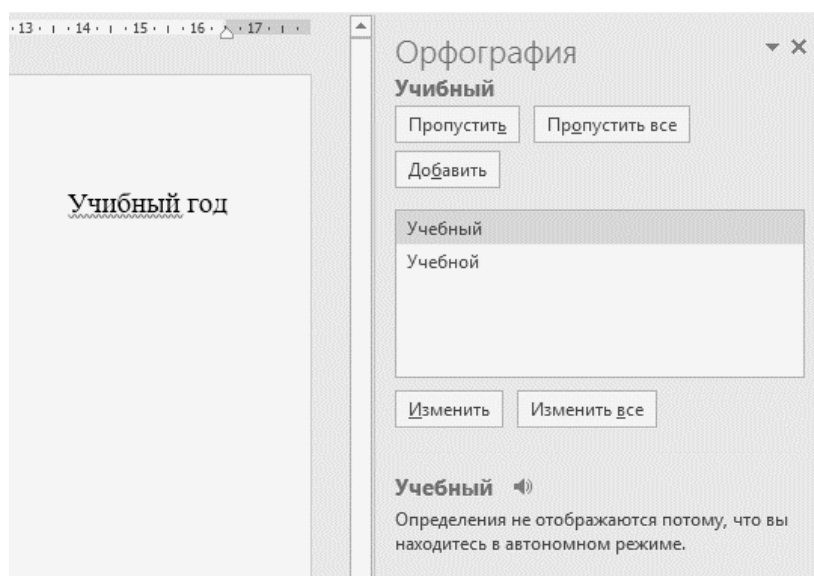 ·13· ı ·14· ı ·15· ı ·16· ·17· ı ·
Учибный год
Орфография
Учибный
Пропустить Пропустить все
Добавить
Учебный
Учебной
Изменить Изменить все
Учебный
Определения не отображаются потому, что вы
находитесь в автономном режиме.